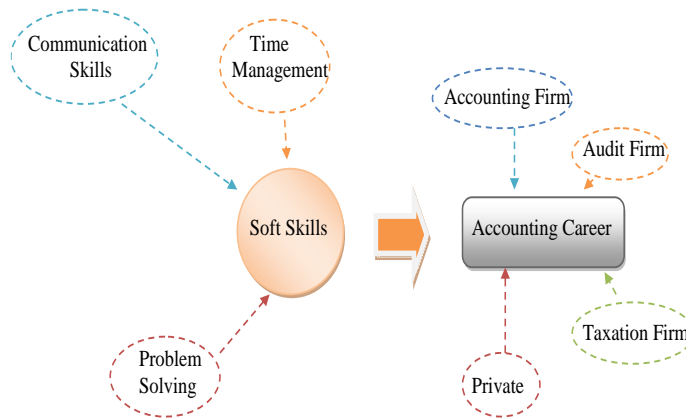 Communication
Skills
Time
Management
Accounting Firm
Audit Firm
Soft Skills
Accounting Career
Problem
Solving
Taxation Firm
Private